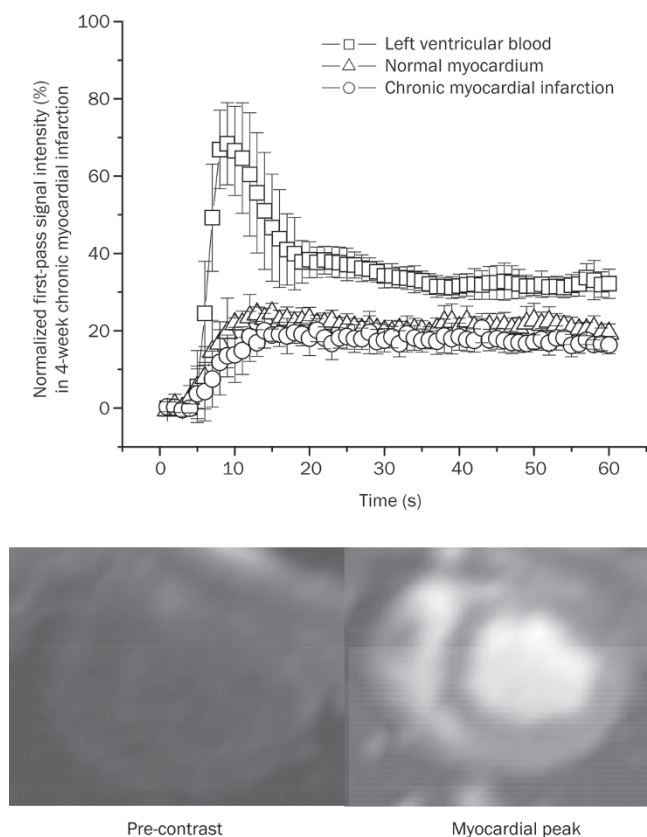 100
80
60
40
20
0
Normalized first-pass signal intensity (%)
in 4-week chronic myocardial infarction
Left ventricular blood
Normal myocardium
Chronic myocardial infarction
0 10 20 30 40 50 60
Time (s)
Pre-contrast Myocardial peak